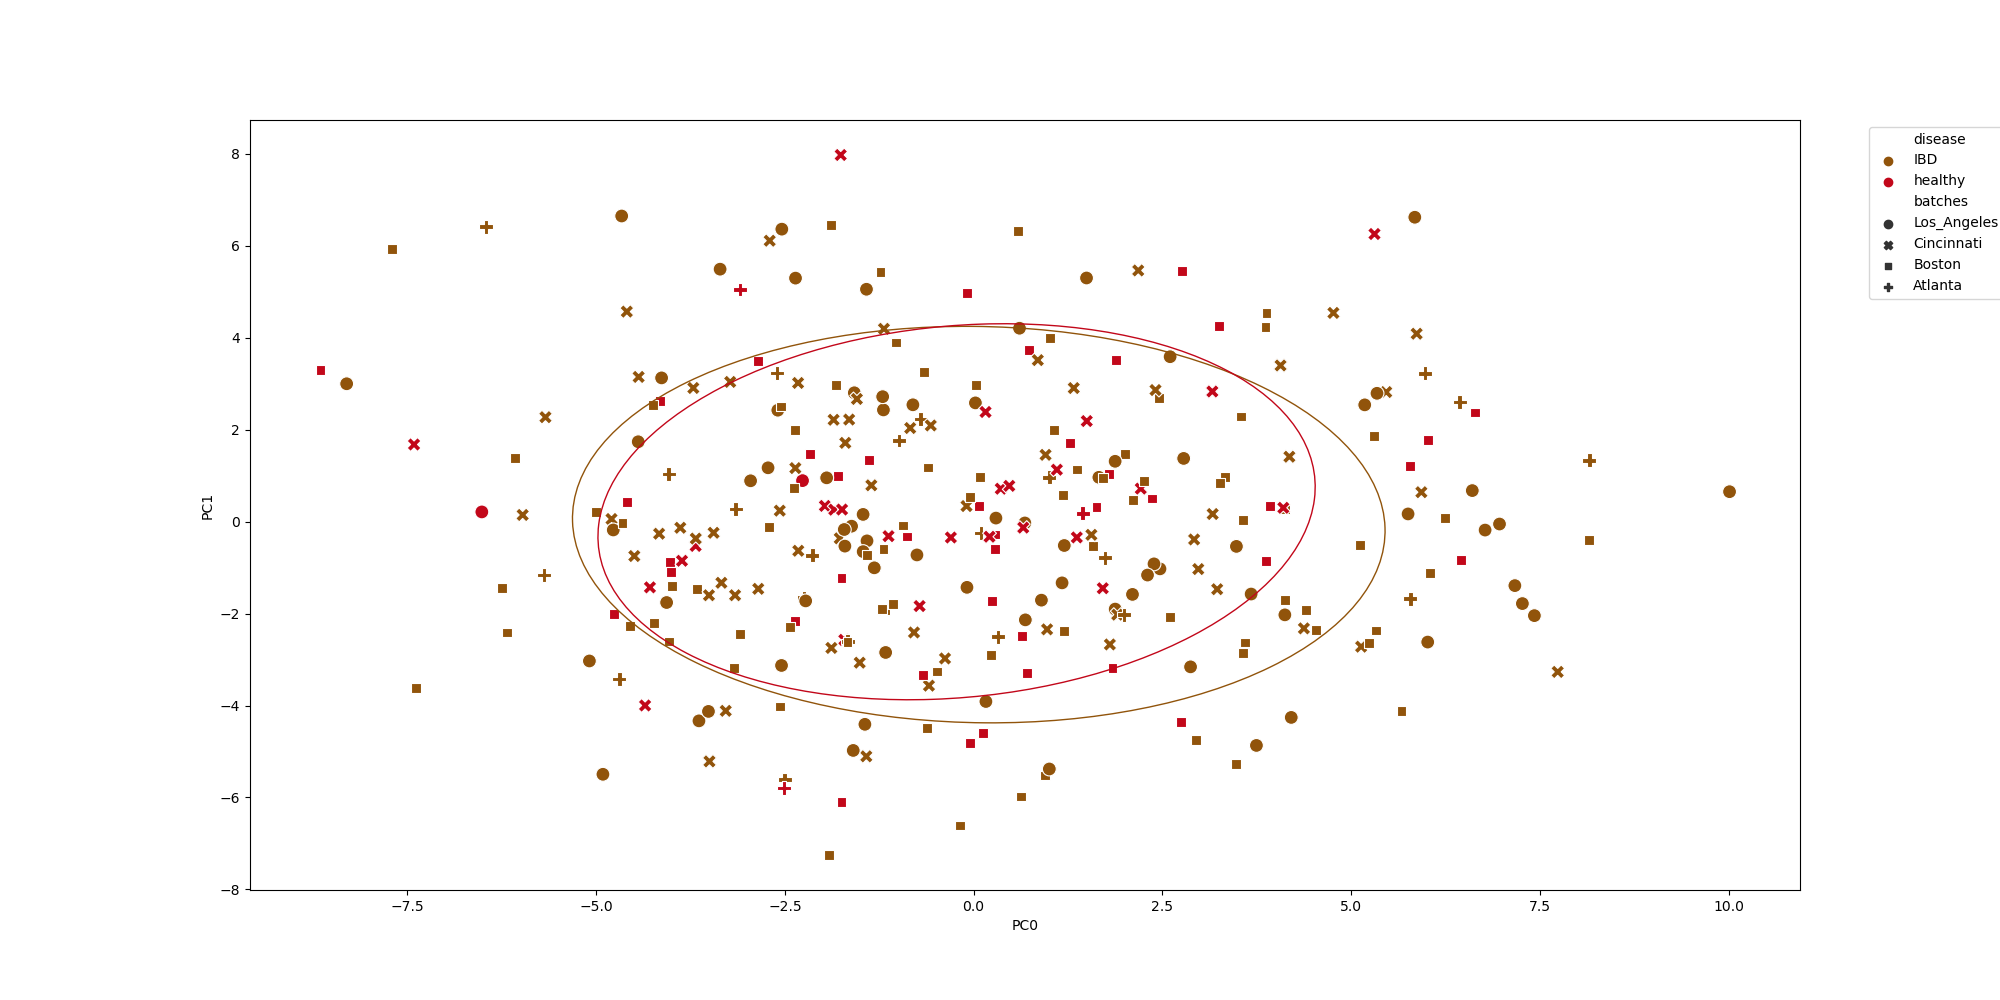 disease
IBD
healthy
batches
Los_Angeles
Cincinnati
Boston
Atlanta
8
6
4
2
0
−2
−4
−6
−8
PC1
−7.5 −5.0 −2.5 0.0 2.5 5.0 7.5 10.0
PC0